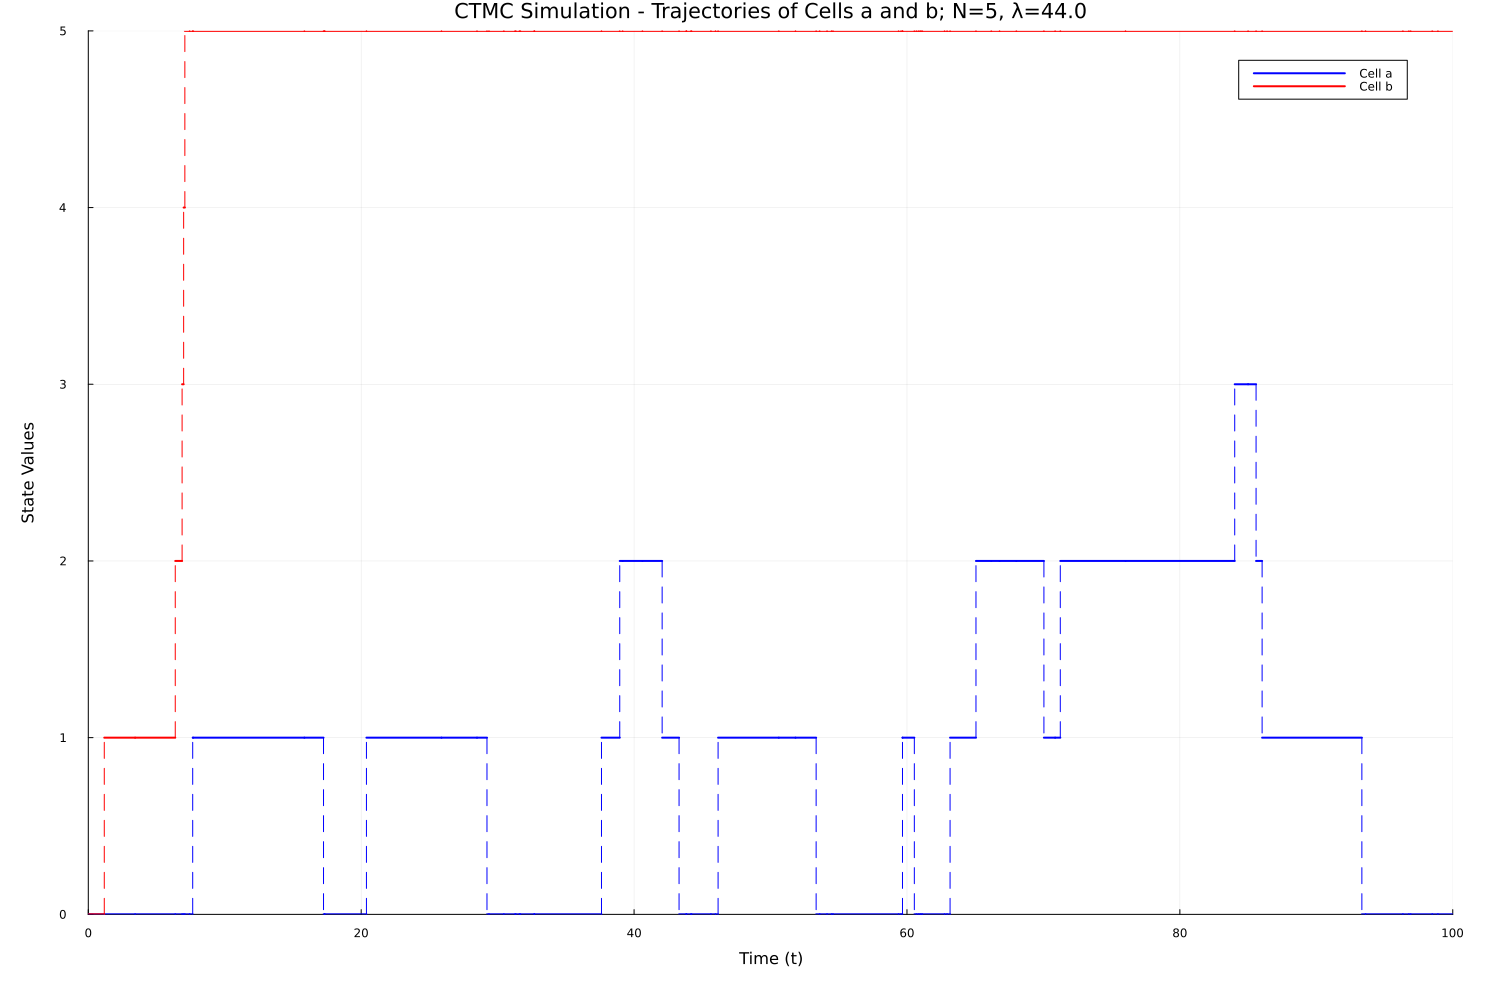 CTMC Simulation - Trajectories of Cells a and b; N=5, λ=44.0
5
Cell a
Cell b
4
3
State Values
2
1
0
0 20 40 60 80 100
Time (t)